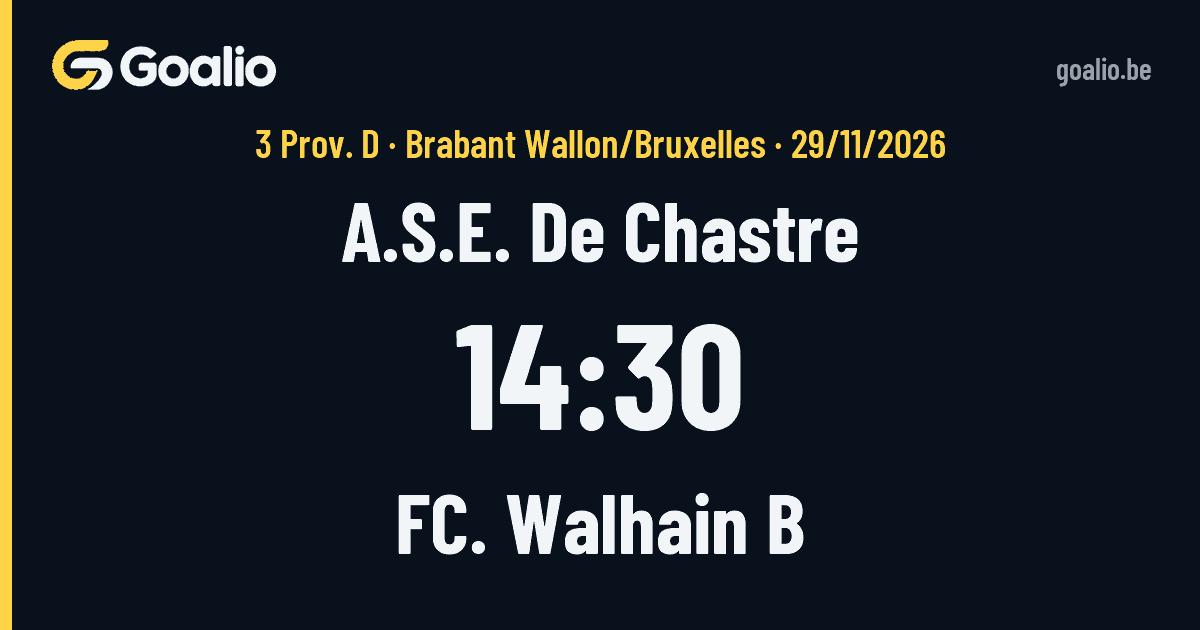 Goalio
goalio.be
3 Prov. D · Brabant Wallon/Bruxelles · 29/11/2026
A.S.E. De Chastre
14:30
FC. Walhain B